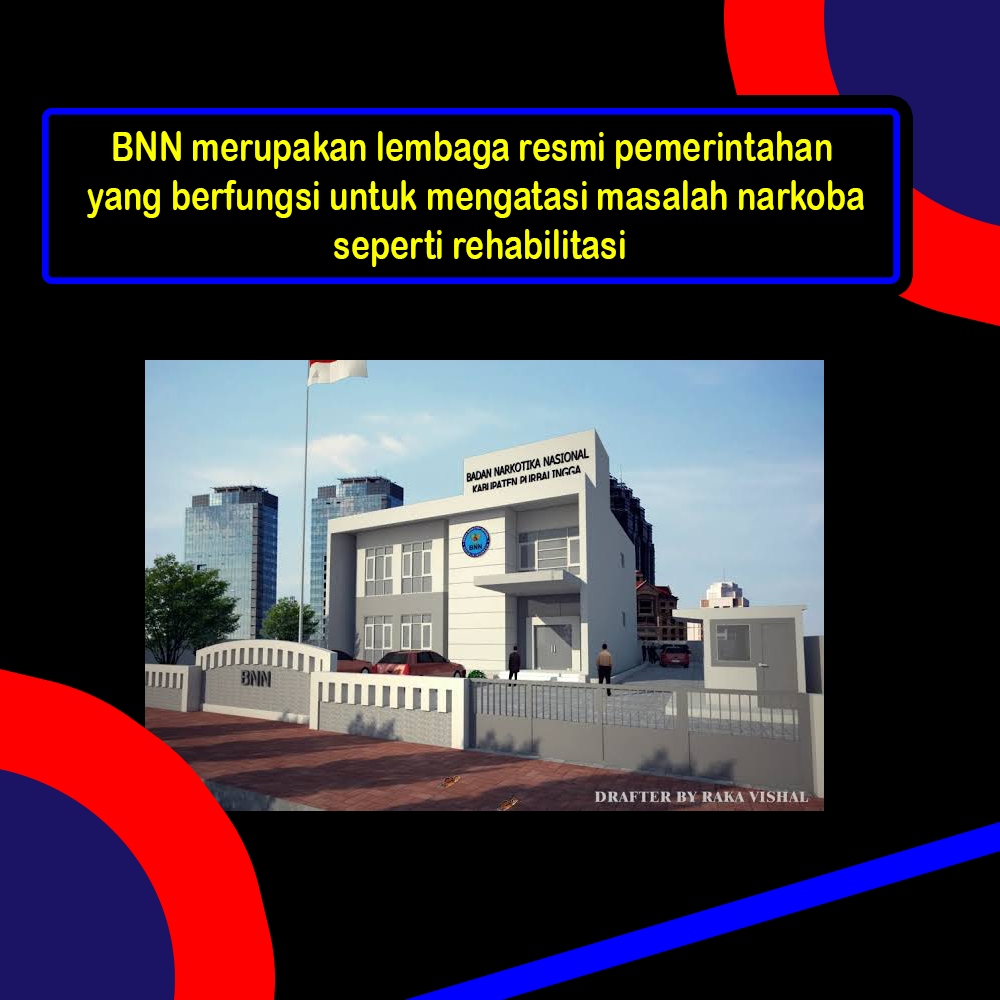 BNN merupakan lembaga resmi pemerintahan
yang berfungsi untuk mengatasi masalah narkoba
seperti rehabilitasi
BADAN NARKOTIKA NASIONAL
KABUPATEN PURBALINGGA
BNN
BNN
DRAFTER BY RAKA VISHAL